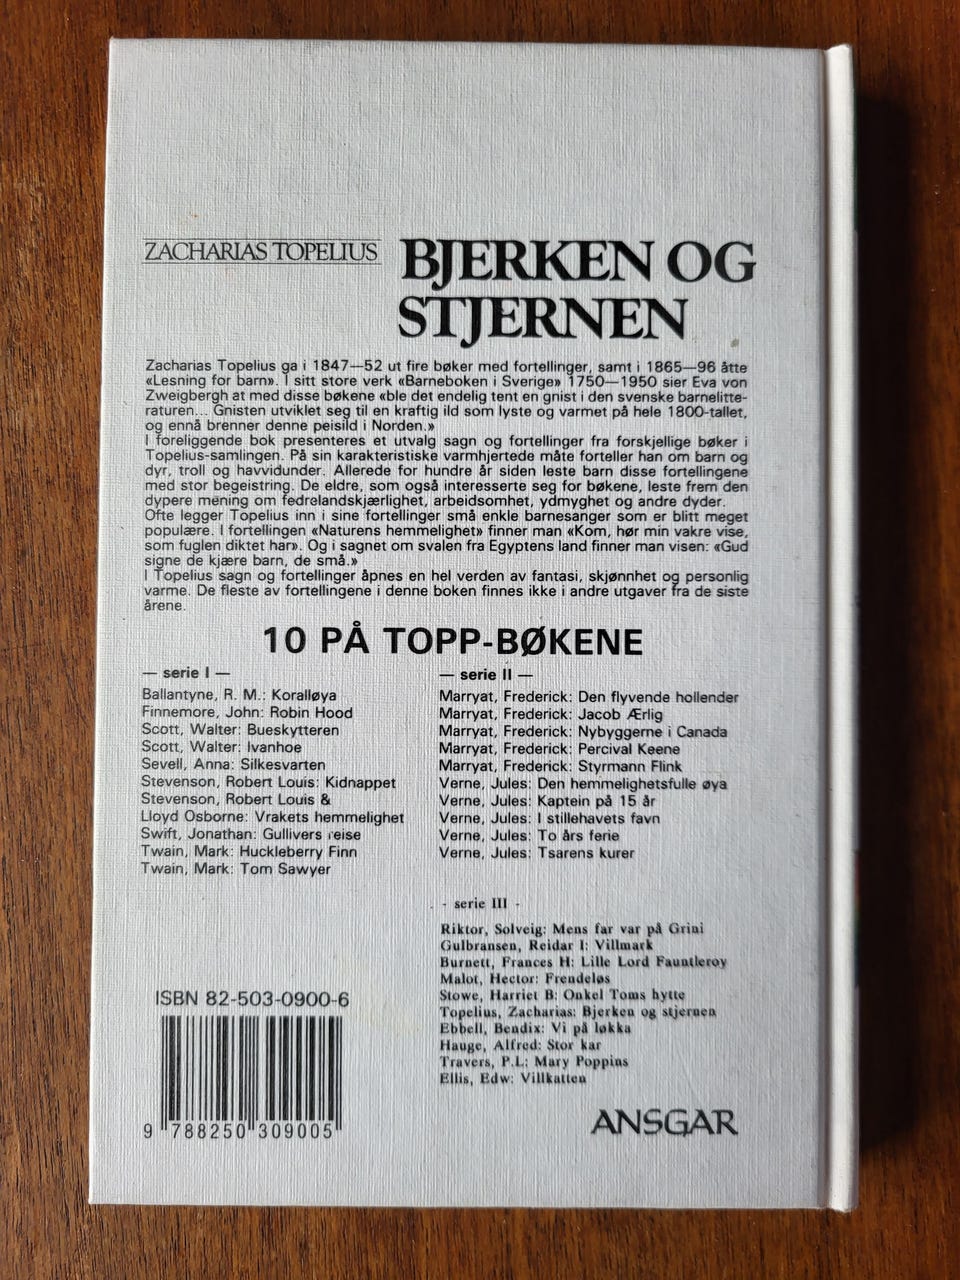 ZACHARIAS TOPELIUS
BJERKEN OG
STJERNEN
Zacharias Topelius ga i 1847—52 ut fire bøker med fortellinger, samt i 1865—96 åtte
«Lesning for barn». I sitt store verk «Barneboken i Sverige» 1750—1950 sier Eva von
Zweigbergh at med disse bøkene «ble det endelig tent en gnist i den svenske barnelitte-
raturen... Gnisten utviklet seg til en kraftig ild som lyste og varmet på hele 1800-tallet,
og ennå brenner denne peisild i Norden.»
I foreliggende bok presenteres et utvalg sagn og fortellinger fra forskjellige bøker i
Topelius-samlingen. På sin karakteristiske varmhjertede måte forteller han om barn og
dyr, troll og havvidunder. Allerede for hundre år siden leste barn disse fortellingene
med stor begeistring. De eldre, som også interesserte seg for bøkene, leste frem den
dypere mening om fedrelandskjærlighet, arbeidsomhet, ydmyghet og andre dyder.
Ofte legger Topelius inn i sine fortellinger små enkle barnesanger som er blitt meget
populære. I fortellingen «Naturens hemmelighet» finner man «Kom, hør min vakre vise,
som fuglen diktet har». Og i sagnet om svalen fra Egyptens land finner man visen: «Gud
signe de kjære barn, de små.»
I Topelius sagn og fortellinger åpnes en hel verden av fantasi, skjønnhet og personlig
varme. De fleste av fortellingene i denne boken finnes ikke i andre utgaver fra de siste
årene.
10 PÅ TOPP-BØKENE
— serie I —
Ballantyne, R. M.: Koralløya
Finnemore, John: Robin Hood
Scott, Walter: Bueskytteren
Scott, Walter: Ivanhoe
Sevell, Anna: Silkesvarten
Stevenson, Robert Louis: Kidnappet
Stevenson, Robert Louis &
Lloyd Osborne: Vrakets hemmelighet
Swift, Jonathan: Gullivers reise
Twain, Mark: Huckleberry Finn
Twain, Mark: Tom Sawyer
— serie II —
Marryat, Frederick: Den flyvende hollender
Marryat, Frederick: Jacob Ærlig
Marryat, Frederick: Nybyggerne i Canada
Marryat, Frederick: Percival Keene
Marryat, Frederick: Styrmann Flink
Verne, Jules: Den hemmelighetsfulle øya
Verne, Jules: Kaptein på 15 år
Verne, Jules: I stillehavets favn
Verne, Jules: To års ferie
Verne, Jules: Tsarens kurer
- serie III -
Riktor, Solveig: Mens far var på Grini
Gulbransen, Reidar I: Villmark
Burnett, Frances H: Lille Lord Fauntleroy
Malot, Hector: Frendeløs
Stowe, Harriet B: Onkel Toms hytte
Topelius, Zacharias: Bjerken og stjernen
Ebbell, Bendix: Vi på løkka
Hauge, Alfred: Stor kar
Travers, P.L: Mary Poppins
Ellis, Edw: Villkatten
ISBN 82-503-0900-6
9 788250 309005
ANSGAR